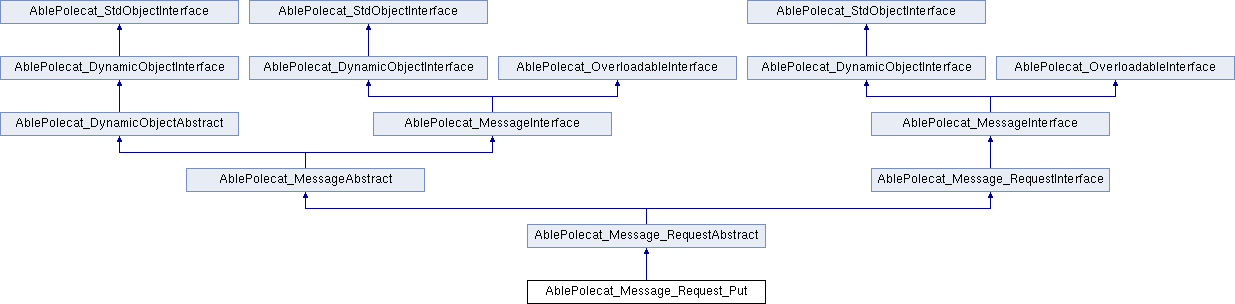 AblePolecat_StdObjectInterface
AblePolecat_StdObjectInterface
AblePolecat_StdObjectInterface
AblePolecat_DynamicObjectInterface
AblePolecat_DynamicObjectInterface
AblePolecat_OverloadableInterface
AblePolecat_DynamicObjectInterface
AblePolecat_OverloadableInterface
AblePolecat_DynamicObjectAbstract
AblePolecat_MessageInterface
AblePolecat_MessageInterface
AblePolecat_MessageAbstract
AblePolecat_Message_RequestInterface
AblePolecat_Message_RequestAbstract
AblePolecat_Message_Request_Put